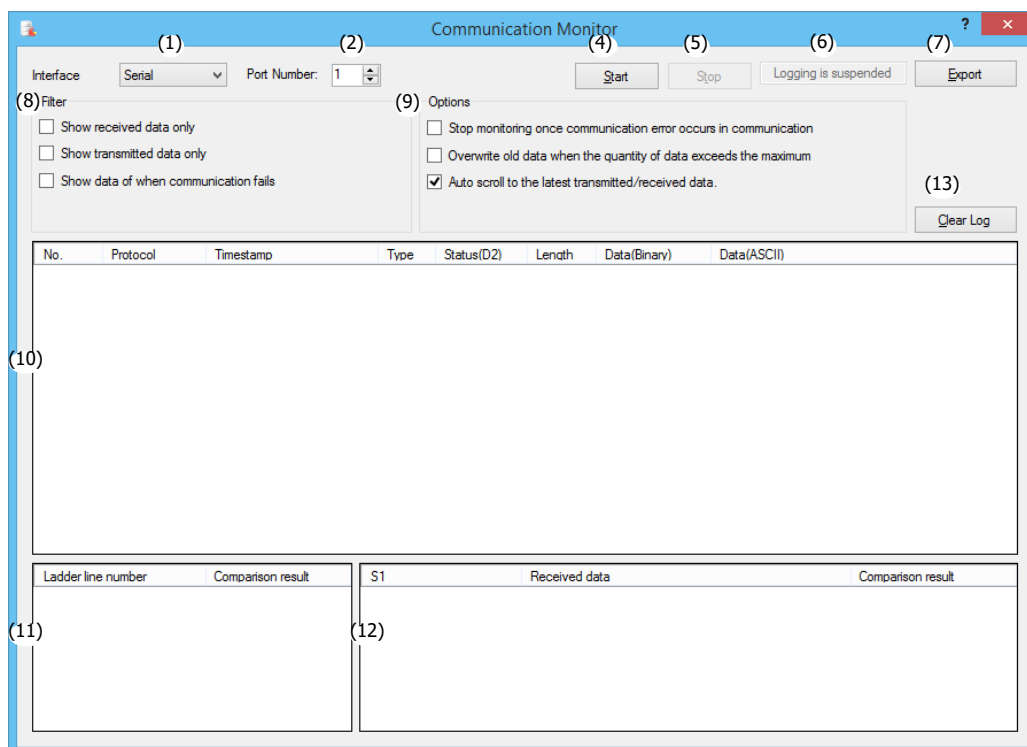 Communication Monitor ?
(1) (2) (4) (5) (6) (7)
Interface Serial Port Number: 1 Start Stop Logging is suspended Export
(8) Filter (9) Options
Show received data only Stop monitoring once communication error occurs in communication
Show transmitted data only Overwrite old data when the quantity of data exceeds the maximum
Show data of when communication fails Auto scroll to the latest transmitted/received data.
(13)
Clear Log
No. Protocol Timestamp Type Status(D2) Length Data(Binary) Data(ASCII)
(10)
Ladder line number Comparison result S1 Received data Comparison result
(11) (12)